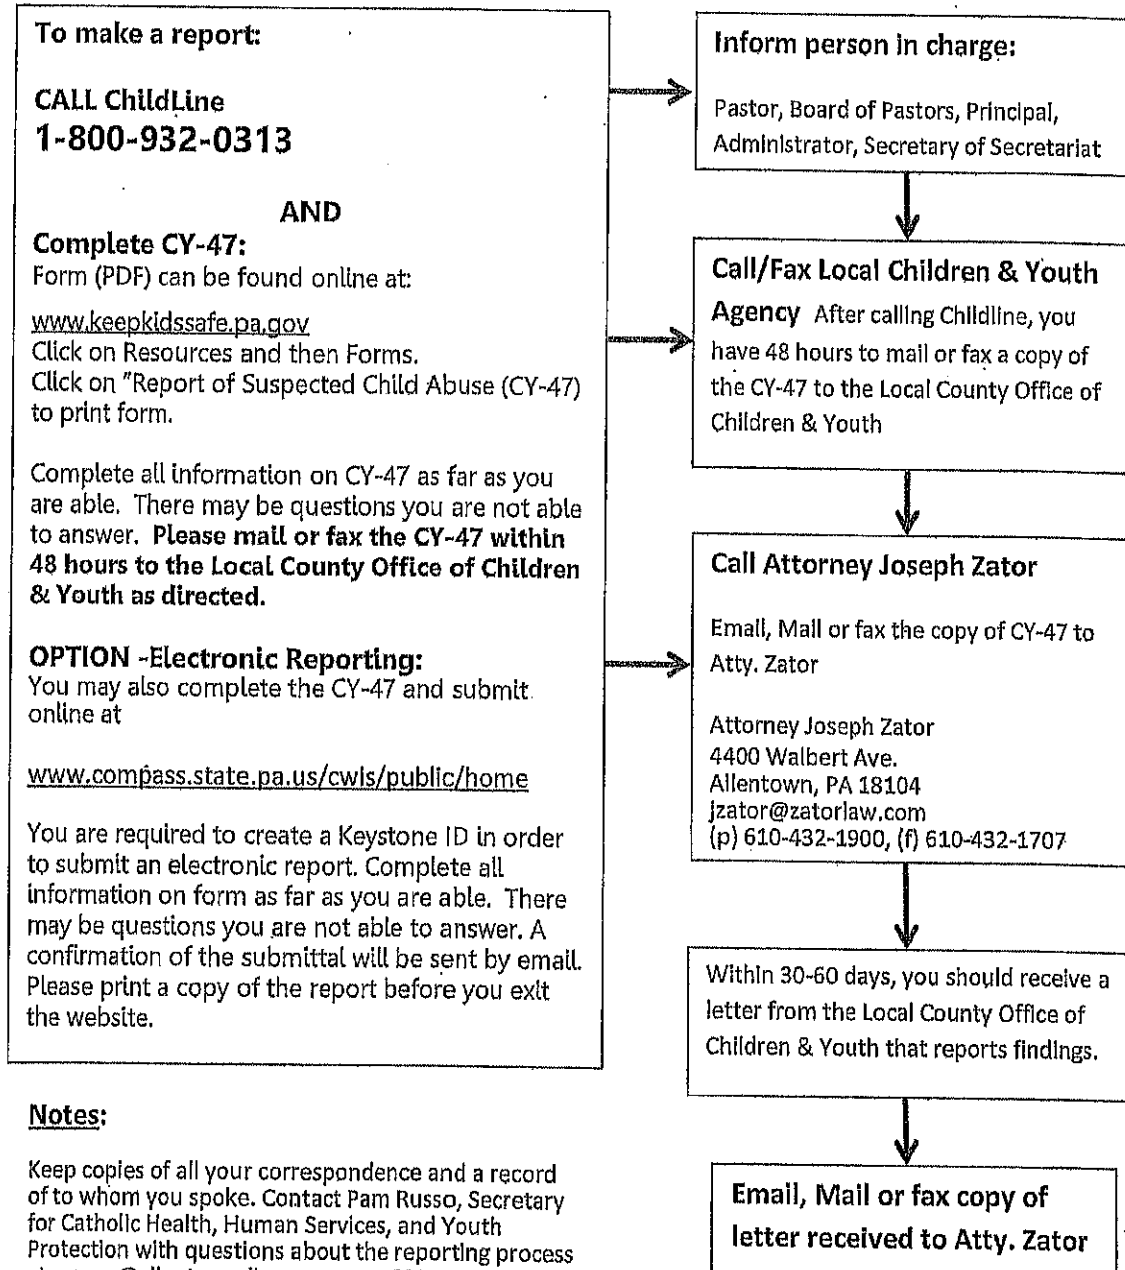 To make a report:
CALL ChildLine
1-800-932-0313
AND
Complete CY-47:
Form (PDF) can be found online at:
www.keepkidssafe.pa.gov
Click on Resources and then Forms.
Click on "Report of Suspected Child Abuse (CY-47)
to print form.
Complete all information on CY-47 as far as you
are able. There may be questions you are not able
to answer. Please mail or fax the CY-47 within
48 hours to the Local County Office of Children
& Youth as directed.
OPTION -Electronic Reporting:
You may also complete the CY-47 and submit
online at
www.compass.state.pa.us/cwis/public/home
You are required to create a Keystone ID in order
to submit an electronic report. Complete all
information on form as far as you are able. There
may be questions you are not able to answer. A
confirmation of the submittal will be sent by email.
Please print a copy of the report before you exit
the website.
Notes:
Keep copies of all your correspondence and a record
of to whom you spoke. Contact Pam Russo, Secretary
for Catholic Health, Human Services, and Youth
Protection with questions about the reporting process
Inform person in charge:
Pastor, Board of Pastors, Principal,
Administrator, Secretary of Secretariat
Call/Fax Local Children & Youth
Agency After calling Childline, you
have 48 hours to mail or fax a copy of
the CY-47 to the Local County Office of
Children & Youth
Call Attorney Joseph Zator
Email, Mail or fax the copy of CY-47 to
Atty. Zator
Attorney Joseph Zator
4400 Walbert Ave.
Allentown, PA 18104
jzator@zatorlaw.com
(p) 610-432-1900, (f) 610-432-1707
Within 30-60 days, you should receive a
letter from the Local County Office of
Children & Youth that reports findings.
Email, Mail or fax copy of
letter received to Atty. Zator